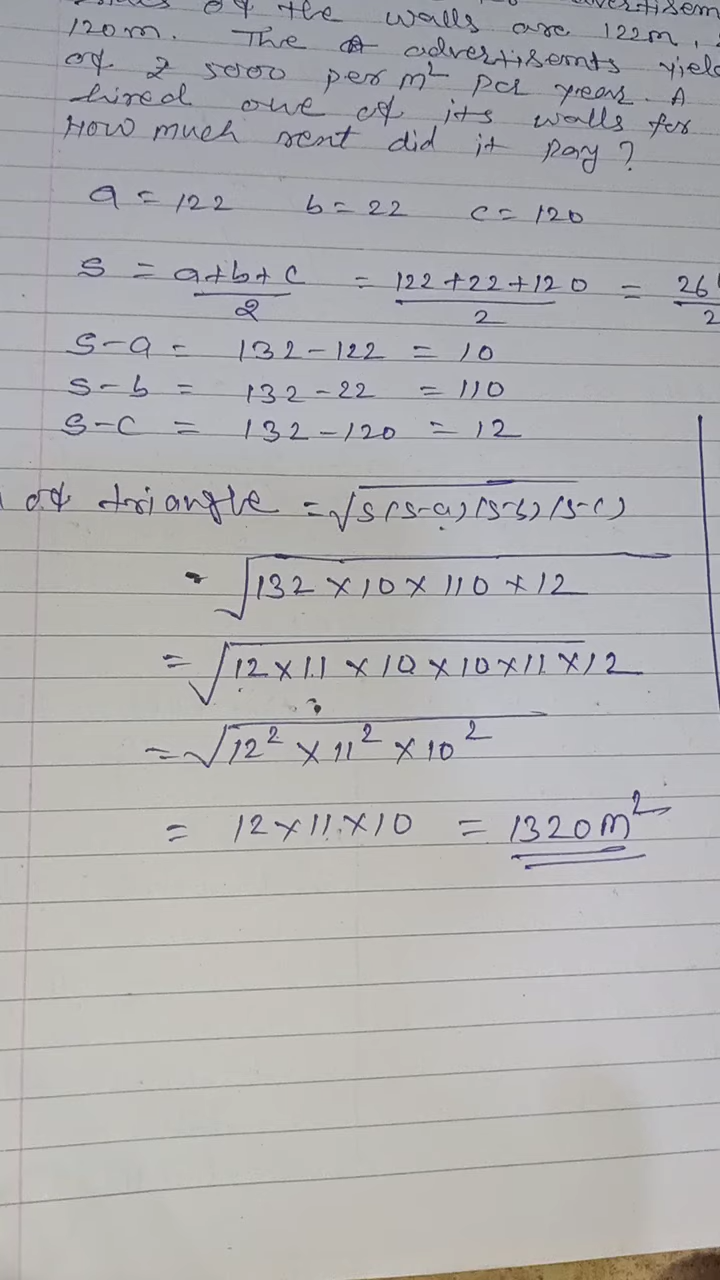 of the walls are
120m. The advertisemts yield
of ₹ 5000 per m² per year. A
hired one of its walls for
How much rent did it pay?
a = 122 b = 22 c = 120
s = a+b+c/2 = 122+22+120/2 = 26
s-a = 132-122 = 10
s-b = 132-22 = 110
s-c = 132-120 = 12
of triangle = √s(s-a)(s-b)(s-c)
= √132×10×110×12
= √12×11×10×10×11×12
= √12²×11²×10²
= 12×11×10 = 1320m²